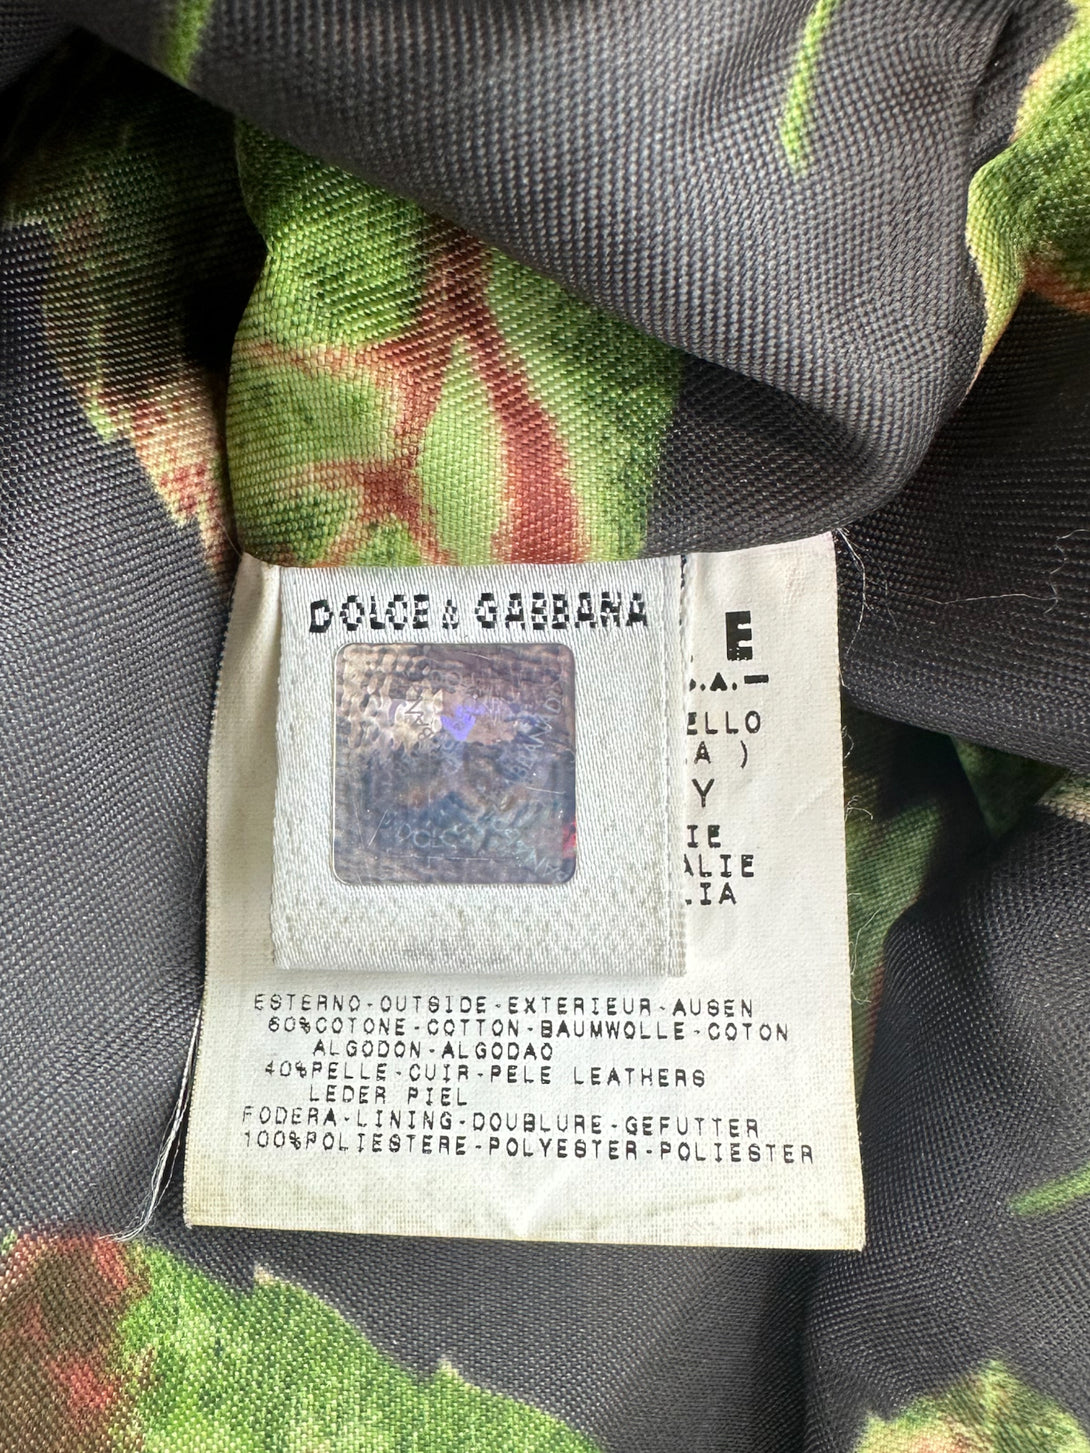 DOLCE & GABBANA
E
.A.–
ELLO
A )
Y
IE
ALIE
LIA
ESTERNO-OUTSIDE-EXTERIEUR-AUSEN
60%COTONE-COTTON-BAUMWOLLE-COTON
ALGODON-ALGODAO
40%PELLE-CUIR-PELE LEATHERS
LEDER PIEL
FODERA-LINING-DOUBLURE-GEFUTTER
100%POLIESTERE-POLYESTER-POLIESTER